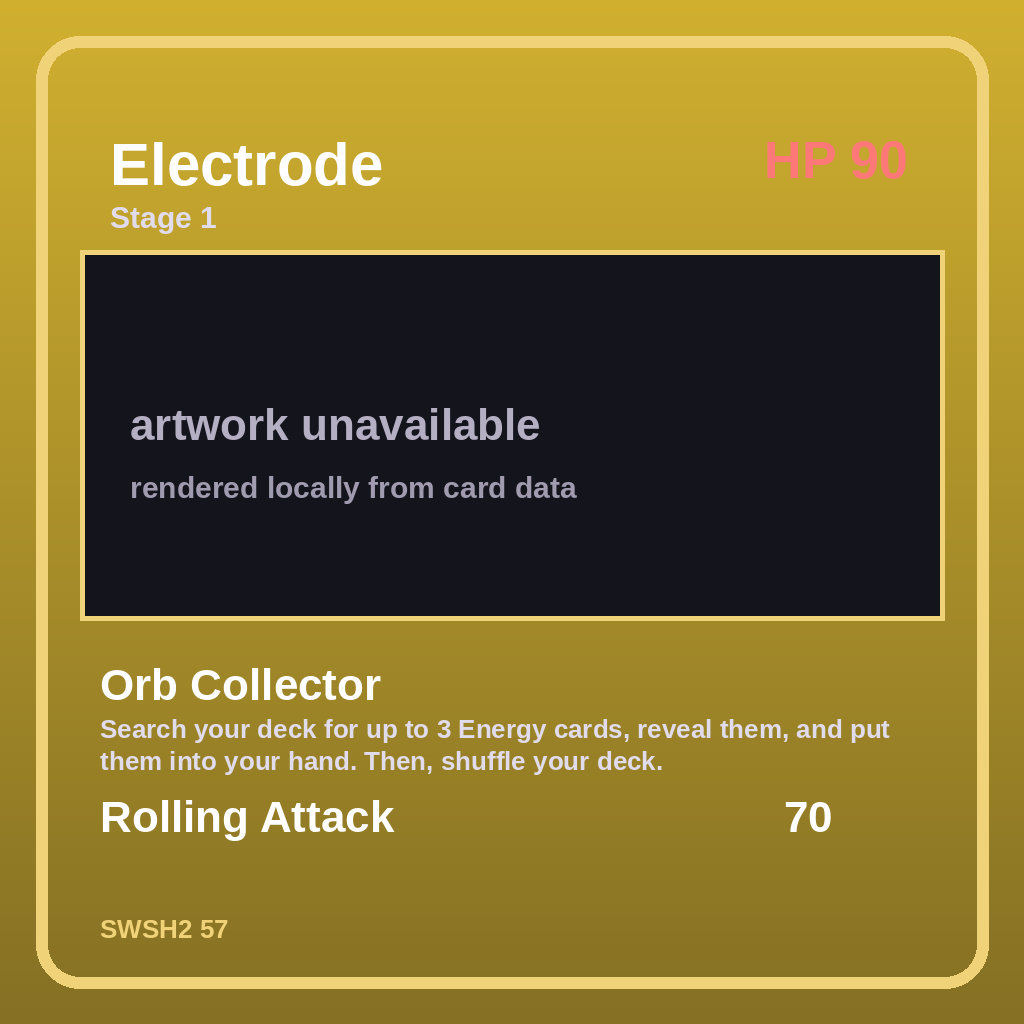 Electrode
HP 90
Stage 1
artwork unavailable
rendered locally from card data
Orb Collector
Search your deck for up to 3 Energy cards, reveal them, and put
them into your hand. Then, shuffle your deck.
Rolling Attack
70
SWSH2 57